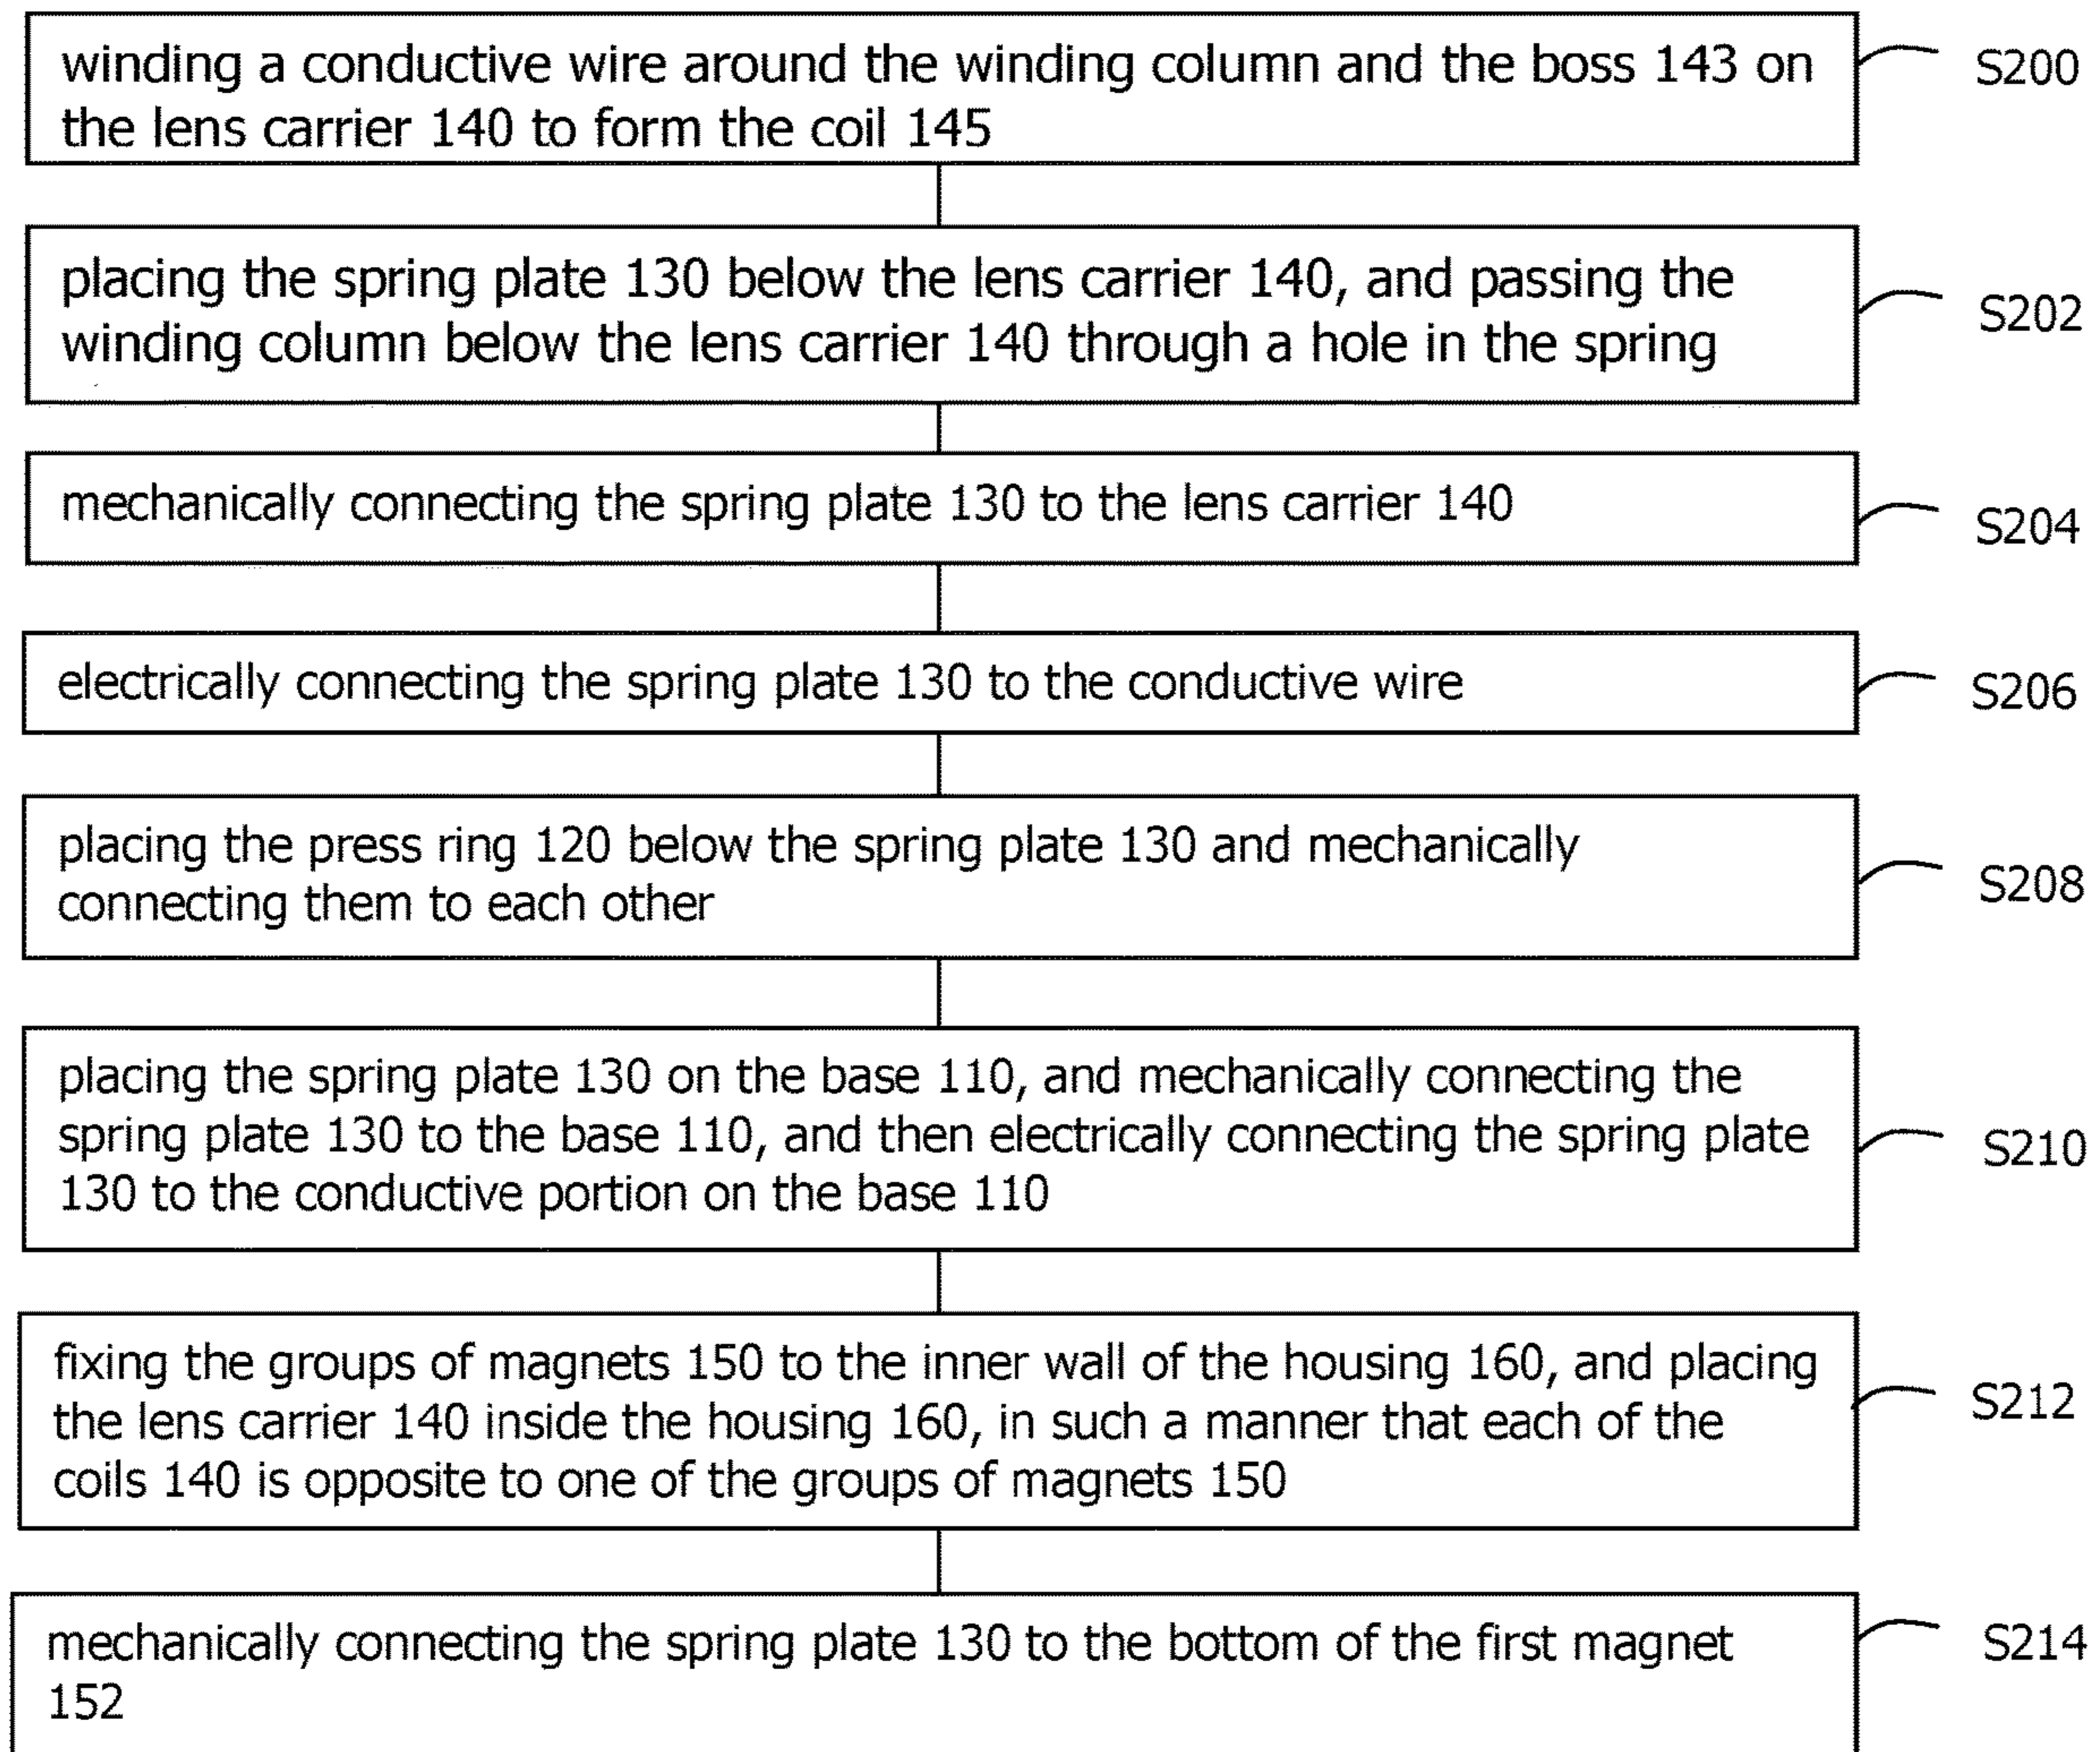 winding a conductive wire around the winding column and the boss 143 on
the lens carrier 140 to form the coil 145
S200
placing the spring plate 130 below the lens carrier 140, and passing the
winding column below the lens carrier 140 through a hole in the spring
S202
mechanically connecting the spring plate 130 to the lens carrier 140
S204
electrically connecting the spring plate 130 to the conductive wire
S206
placing the press ring 120 below the spring plate 130 and mechanically
connecting them to each other
S208
placing the spring plate 130 on the base 110, and mechanically connecting the
spring plate 130 to the base 110, and then electrically connecting the spring plate
130 to the conductive portion on the base 110
S210
fixing the groups of magnets 150 to the inner wall of the housing 160, and placing
the lens carrier 140 inside the housing 160, in such a manner that each of the
coils 140 is opposite to one of the groups of magnets 150
S212
mechanically connecting the spring plate 130 to the bottom of the first magnet
152
S214